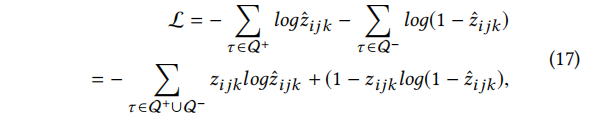 ℒ = − ∑_{τ∈𝒬⁺} log ẑ_{ijk} − ∑_{τ∈𝒬⁻} log(1 − ẑ_{ijk})
= − ∑_{τ∈𝒬⁺∪𝒬⁻} z_{ijk} log ẑ_{ijk} + (1 − z_{ijk} log(1 − ẑ_{ijk}), (17)